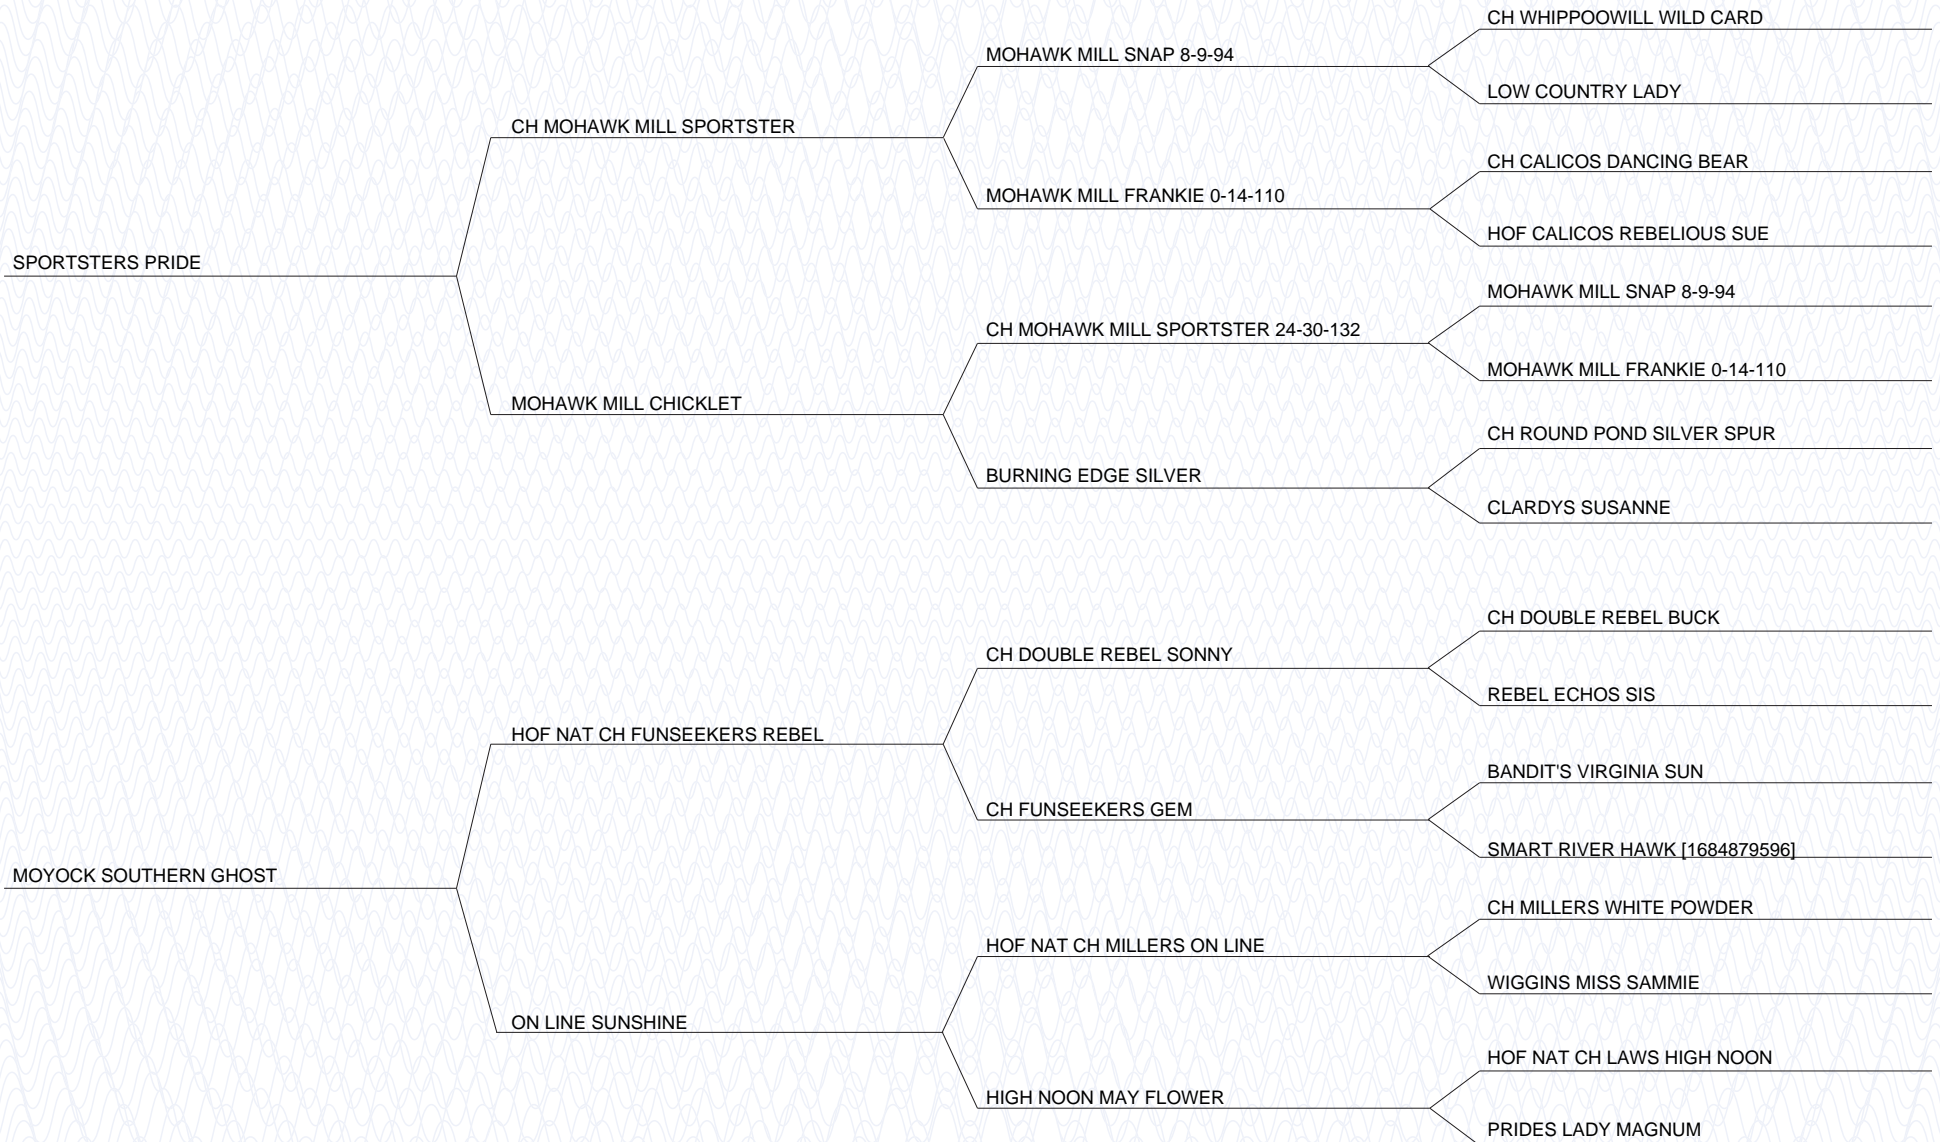 SPORTSTERS PRIDE
CH MOHAWK MILL SPORTSTER
MOHAWK MILL SNAP 8-9-94
CH WHIPPOOWILL WILD CARD
LOW COUNTRY LADY
MOHAWK MILL FRANKIE 0-14-110
CH CALICOS DANCING BEAR
HOF CALICOS REBELIOUS SUE
MOHAWK MILL CHICKLET
CH MOHAWK MILL SPORTSTER 24-30-132
MOHAWK MILL SNAP 8-9-94
MOHAWK MILL FRANKIE 0-14-110
BURNING EDGE SILVER
CH ROUND POND SILVER SPUR
CLARDYS SUSANNE
MOYOCK SOUTHERN GHOST
HOF NAT CH FUNSEEKERS REBEL
CH DOUBLE REBEL SONNY
CH DOUBLE REBEL BUCK
REBEL ECHOS SIS
CH FUNSEEKERS GEM
BANDIT'S VIRGINIA SUN
SMART RIVER HAWK [1684879596]
ON LINE SUNSHINE
HOF NAT CH MILLERS ON LINE
CH MILLERS WHITE POWDER
WIGGINS MISS SAMMIE
HIGH NOON MAY FLOWER
HOF NAT CH LAWS HIGH NOON
PRIDES LADY MAGNUM